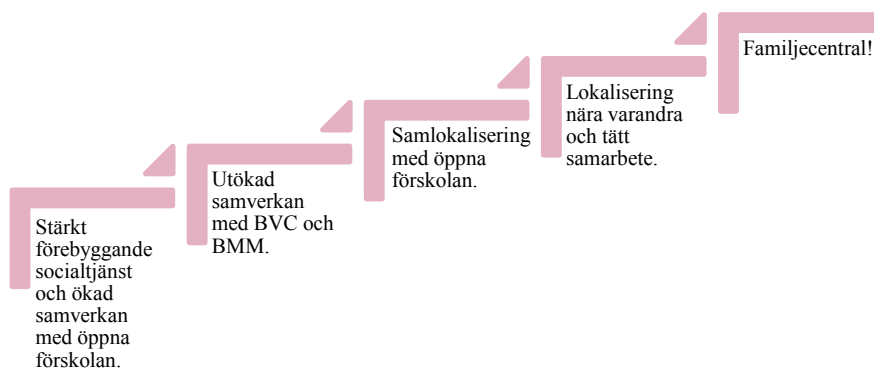 Stärkt
förebyggande
socialtjänst
och ökad
samverkan
med öppna
förskolan.
Utökad
samverkan
med BVC och
BMM.
Samlokalisering
med öppna
förskolan.
Lokalisering
nära varandra
och tätt
samarbete.
Familjecentral!